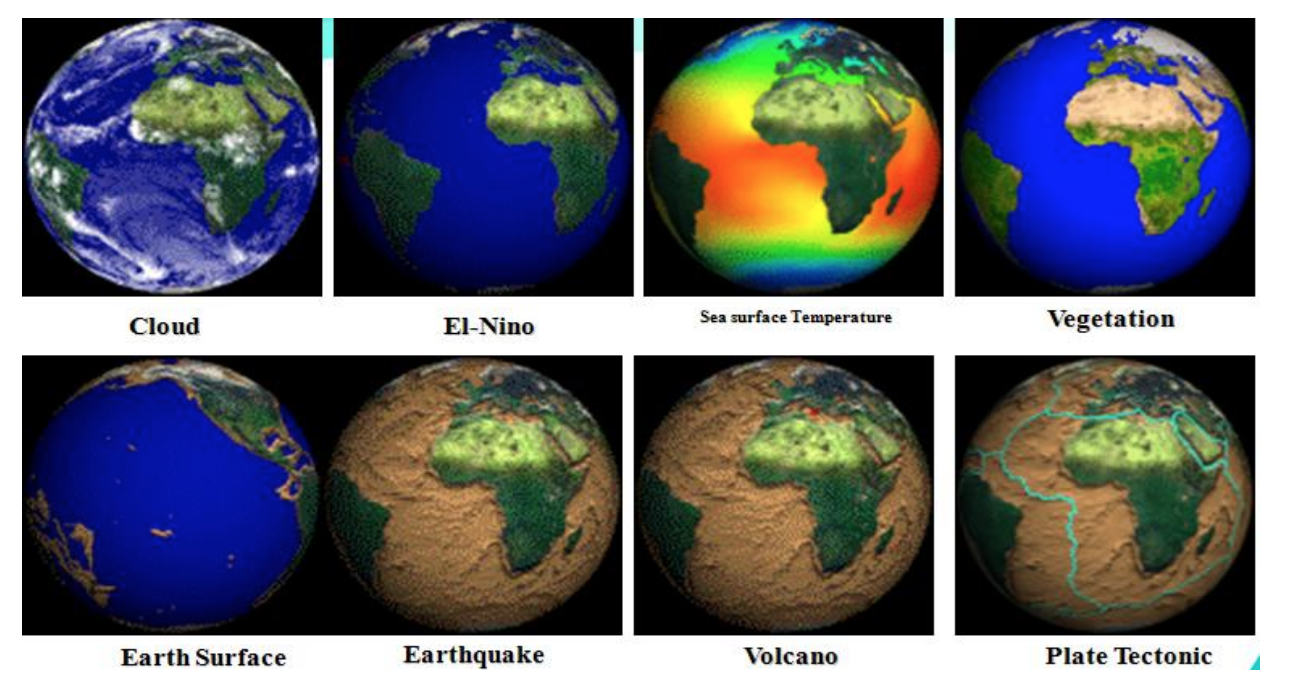 Cloud
El-Nino
Sea surface Temperature
Vegetation
Earth Surface
Earthquake
Volcano
Plate Tectonic